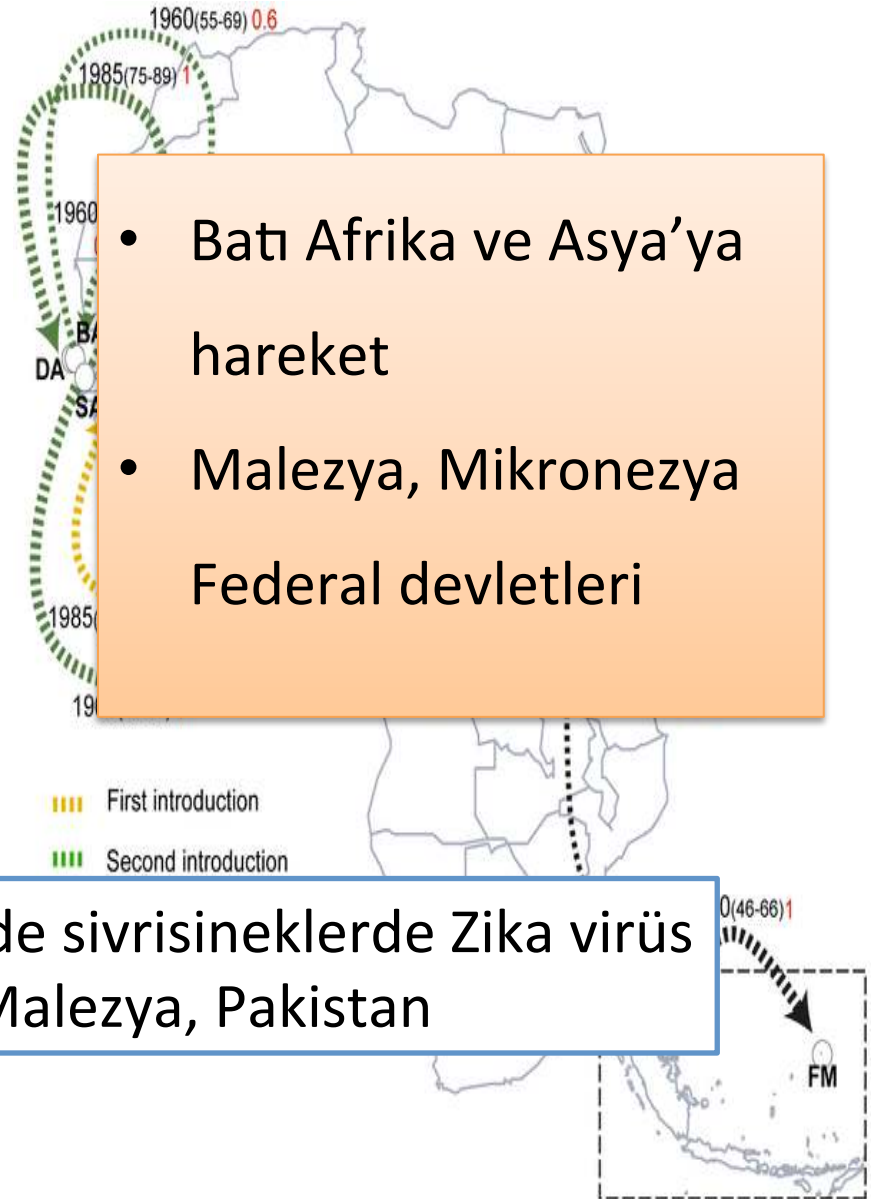 1960(55-69) 0.6
1985(75-89) 1
1960
• Batı Afrika ve Asya’ya
hareket
• Malezya, Mikronezya
Federal devletleri
DA
1985(
First introduction
Second introduction
de sivrisineklerde Zika virüs
Malezya, Pakistan
0(46-66)1
FM